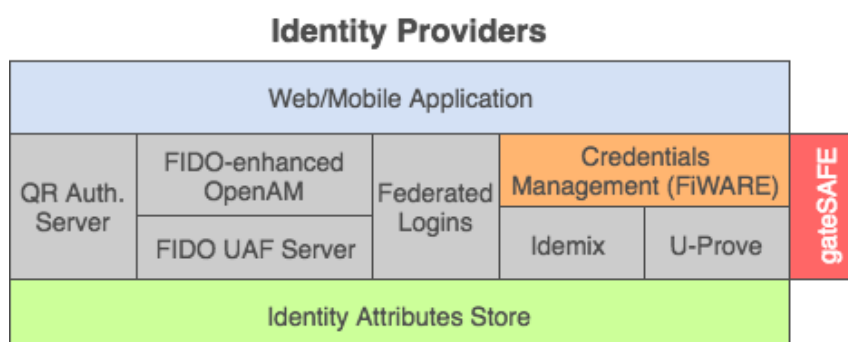 Identity Providers
Web/Mobile Application
QR Auth.
Server
FIDO-enhanced
OpenAM
FIDO UAF Server
Federated
Logins
Credentials
Management (FiWARE)
Idemix
U-Prove
gateSAFE
Identity Attributes Store